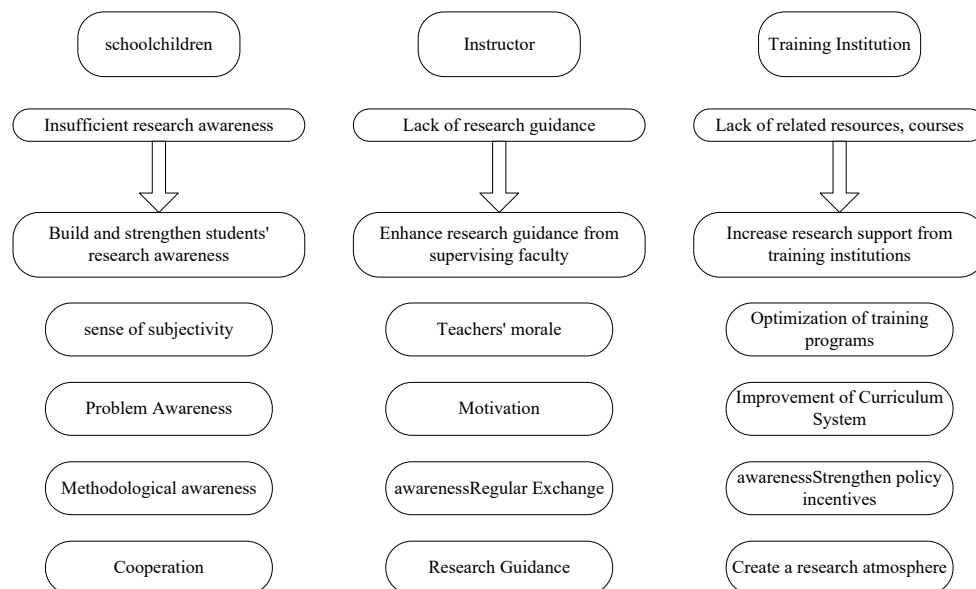 schoolchildren
Instructor
Training Institution
Insufficient research awareness
Lack of research guidance
Lack of related resources, courses
Build and strengthen students'
research awareness
Enhance research guidance from
supervising faculty
Increase research support from
training institutions
sense of subjectivity
Teachers' morale
Optimization of training
programs
Problem Awareness
Motivation
Improvement of Curriculum
System
Methodological awareness
awarenessRegular Exchange
awarenessStrengthen policy
incentives
Cooperation
Research Guidance
Create a research atmosphere